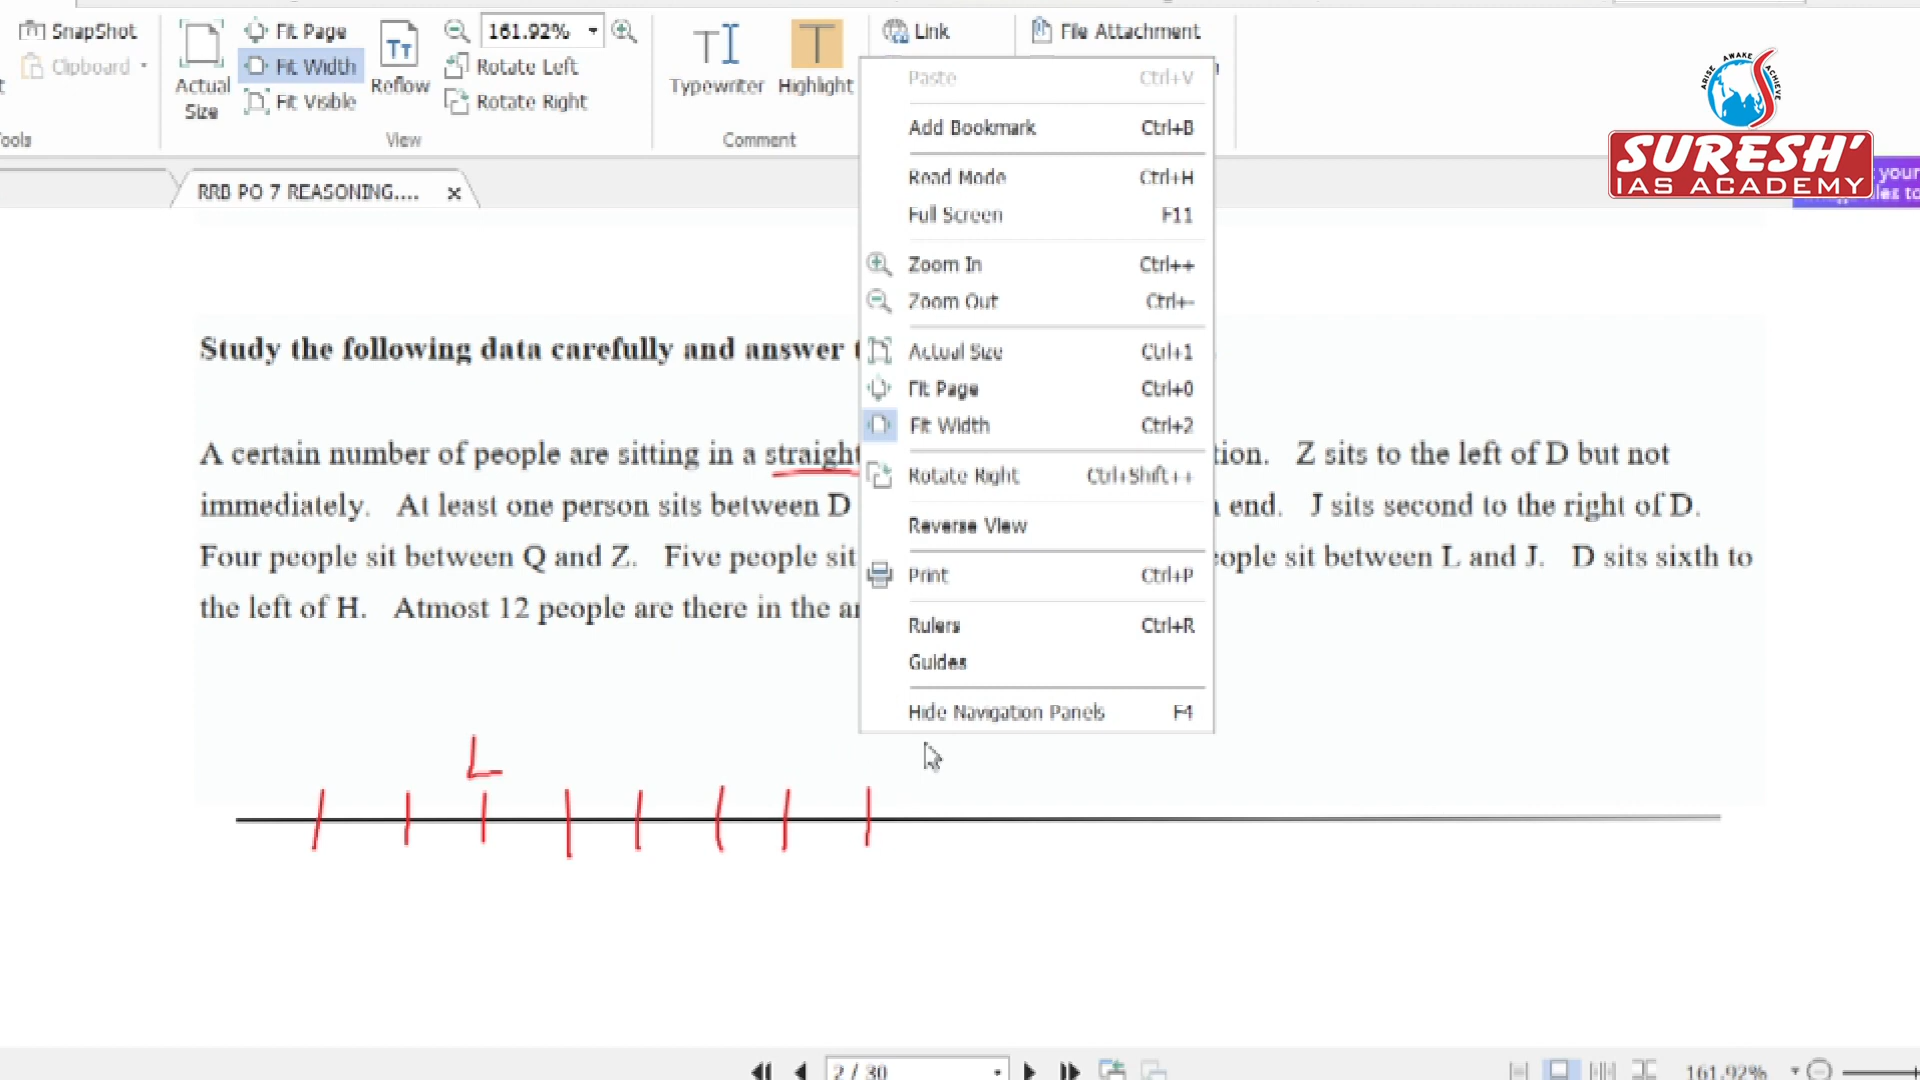 SnapShot
Clipboard
Actual Size
Fit Page
Fit Width
Fit Visible
Reflow
161.92%
Rotate Left
Rotate Right
View
Typewriter
Highlight
Comment
Link
File Attachment
ARISE AWAKE ACHIEVE
SURESH'
IAS ACADEMY
your
RRB PO 7 REASONING....
Paste Ctrl+V
Add Bookmark Ctrl+B
Read Mode Ctrl+H
Full Screen F11
Zoom In Ctrl++
Zoom Out Ctrl+-
Actual Size Ctrl+1
Fit Page Ctrl+0
Fit Width Ctrl+2
Rotate Right Ctrl+Shift++
Reverse View
Print Ctrl+P
Rulers Ctrl+R
Guides
Hide Navigation Panels F4
Study the following data carefully and answer t
A certain number of people are sitting in a straight tion. Z sits to the left of D but not
immediately. At least one person sits between D end. J sits second to the right of D.
Four people sit between Q and Z. Five people sit ople sit between L and J. D sits sixth to
the left of H. Atmost 12 people are there in the ar
L
2 / 30
161.92%